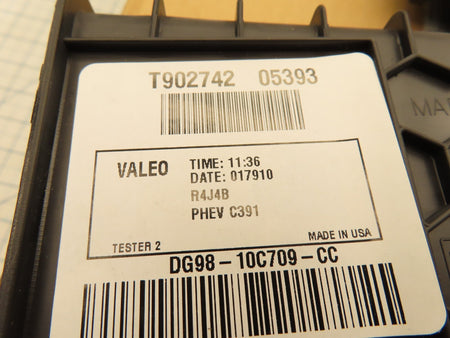 T902742 05393
VALEO
TIME: 11:36
DATE: 017910
R4J4B
PHEV C391
TESTER 2
MADE IN USA
DG98-10C709-CC
MA